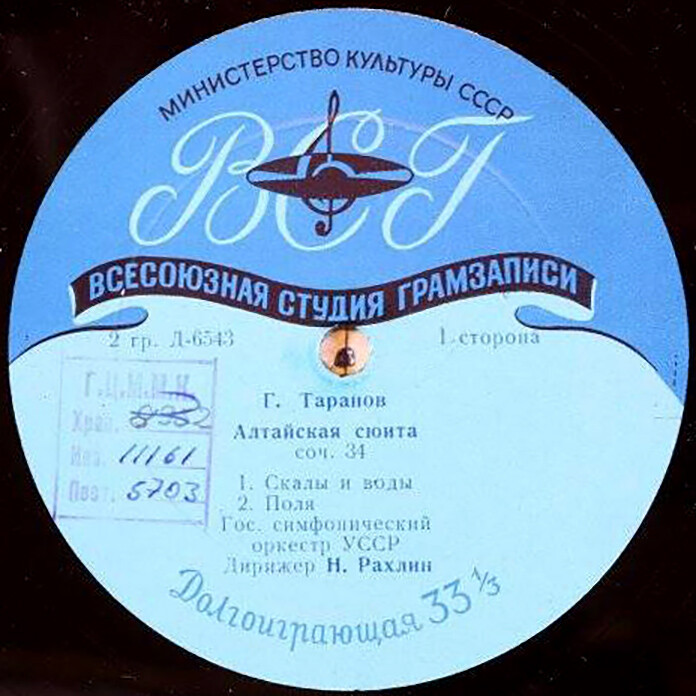 МИНИСТЕРСТВО КУЛЬТУРЫ СССР
ВСГ
ВСЕСОЮЗНАЯ СТУДИЯ ГРАМЗАПИСИ
2 гр. Д-6543 1 сторона
Г.Ц.М.М.К.
Хран.
Инв. 11161
5703
Г. Таранов
Алтайская сюита
соч. 34
1. Скалы и воды
2. Поля
Гос. симфонический
оркестр УССР
Дирижер Н. Рахлин
Долгоиграющая 33 1/3